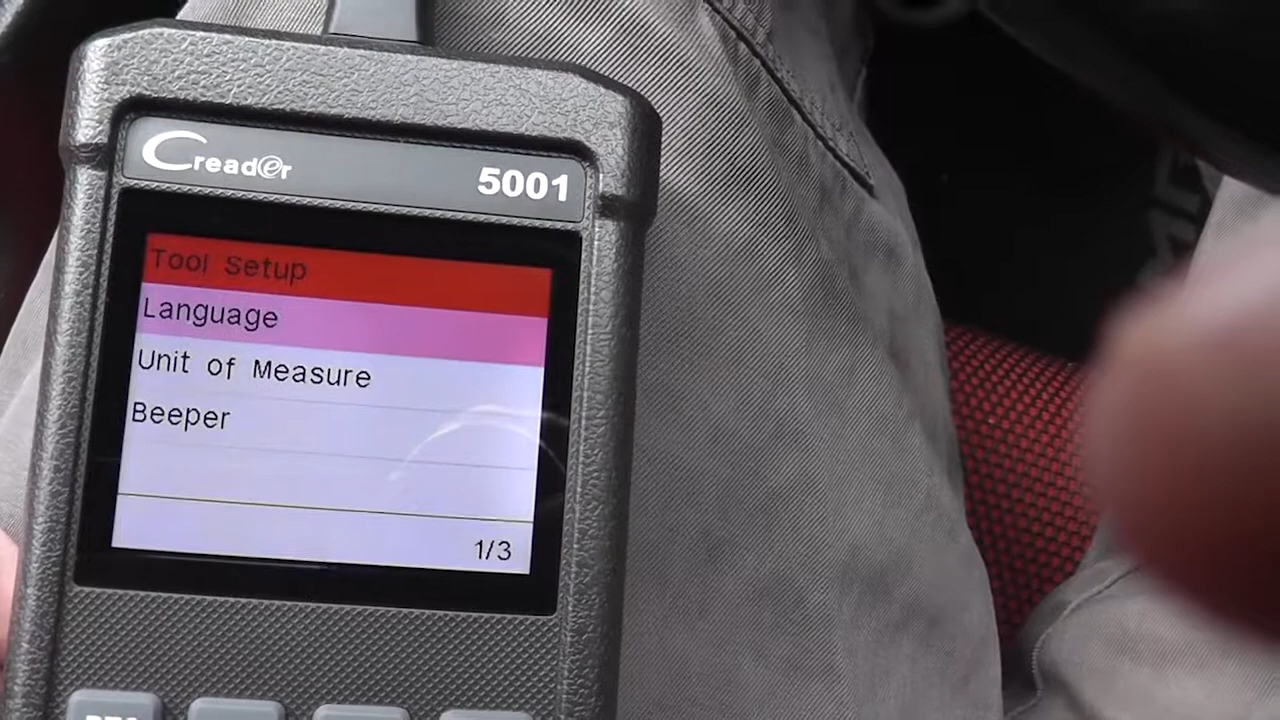 Creader
5001
Tool Setup
Language
Unit of Measure
Beeper
1/3